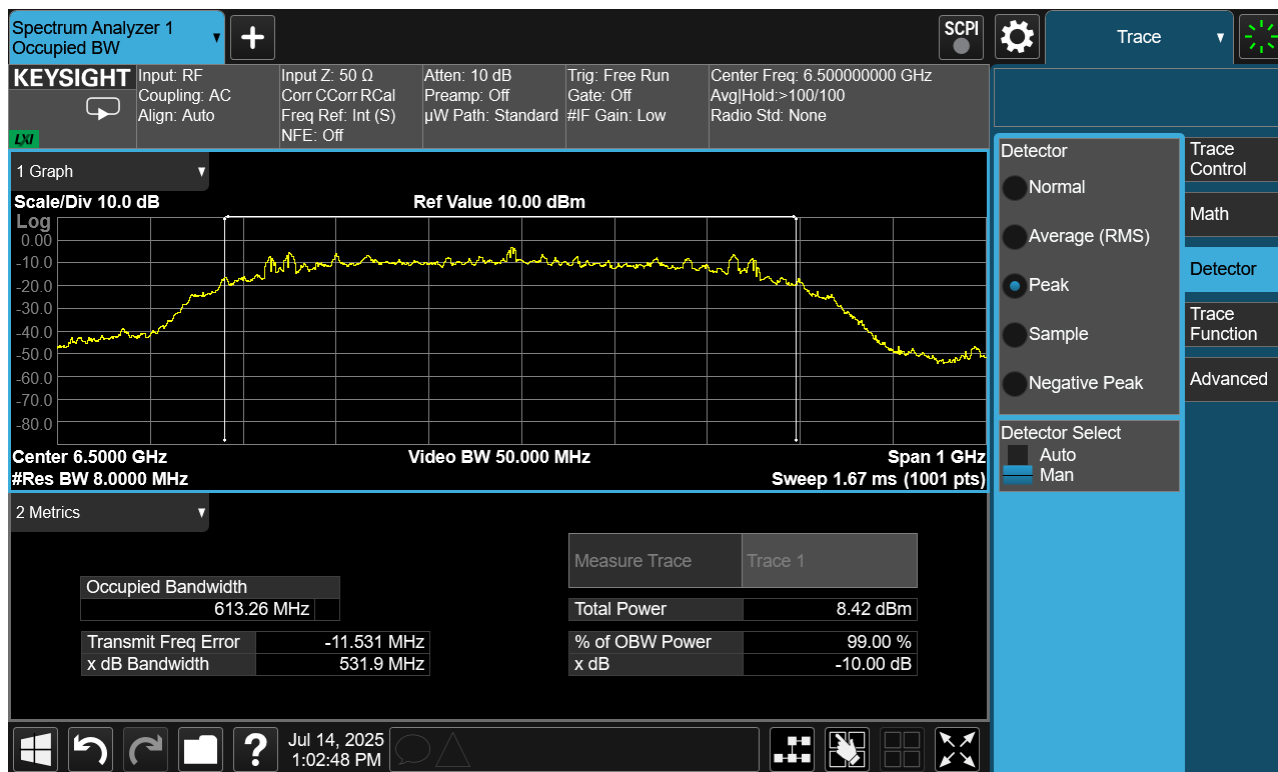 Spectrum Analyzer 1
Occupied BW
SCPI
Trace
KEYSIGHT
LXI
Input: RF
Coupling: AC
Align: Auto
Input Z: 50 Ω
Corr CCorr RCal
Freq Ref: Int (S)
NFE: Off
Atten: 10 dB
Preamp: Off
µW Path: Standard
Trig: Free Run
Gate: Off
#IF Gain: Low
Center Freq: 6.500000000 GHz
Avg|Hold:>100/100
Radio Std: None
1 Graph
Scale/Div 10.0 dB
Ref Value 10.00 dBm
Log
0.00
-10.0
-20.0
-30.0
-40.0
-50.0
-60.0
-70.0
-80.0
Center 6.5000 GHz
Video BW 50.000 MHz
Span 1 GHz
#Res BW 8.0000 MHz
Sweep 1.67 ms (1001 pts)
2 Metrics
Measure Trace
Trace 1
Occupied Bandwidth
613.26 MHz
Total Power
8.42 dBm
Transmit Freq Error
-11.531 MHz
% of OBW Power
99.00 %
x dB Bandwidth
531.9 MHz
x dB
-10.00 dB
Detector
Normal
Average (RMS)
Peak
Sample
Negative Peak
Detector Select
Auto
Man
Trace
Control
Math
Detector
Trace
Function
Advanced
?
Jul 14, 2025
1:02:48 PM